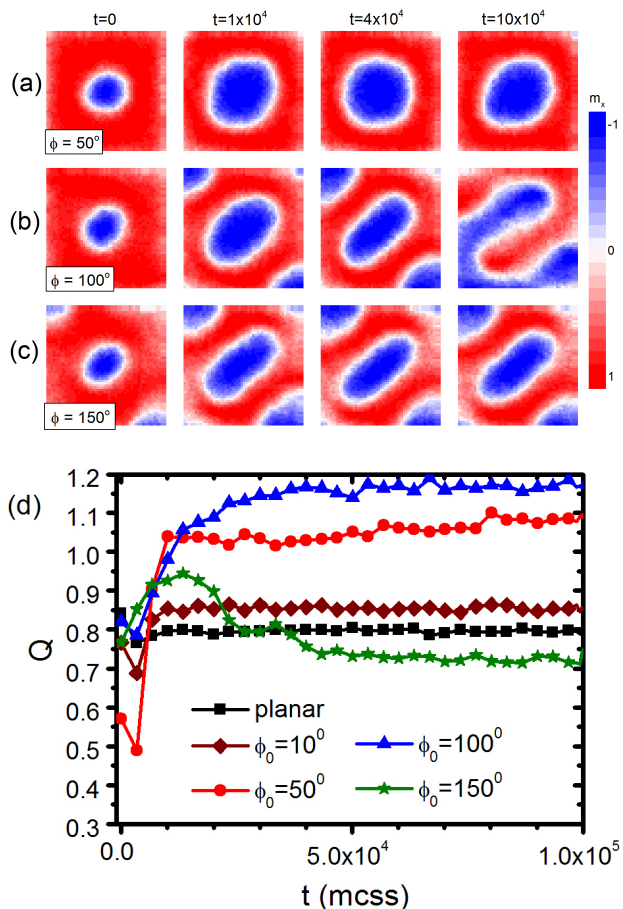 t=0 t=1x10⁴ t=4x10⁴ t=10x10⁴
(a)
ϕ = 50°
(b)
ϕ = 100°
(c)
ϕ = 150°
mₓ
-1
0
1
(d)
1.2
1.1
1.0
0.9
0.8
0.7
0.6
0.5
0.4
0.3
Q
planar
ϕ₀=10⁰ ϕ₀=100⁰
ϕ₀=50⁰ ϕ₀=150⁰
0.0 5.0x10⁴ 1.0x10⁵
t (mcss)